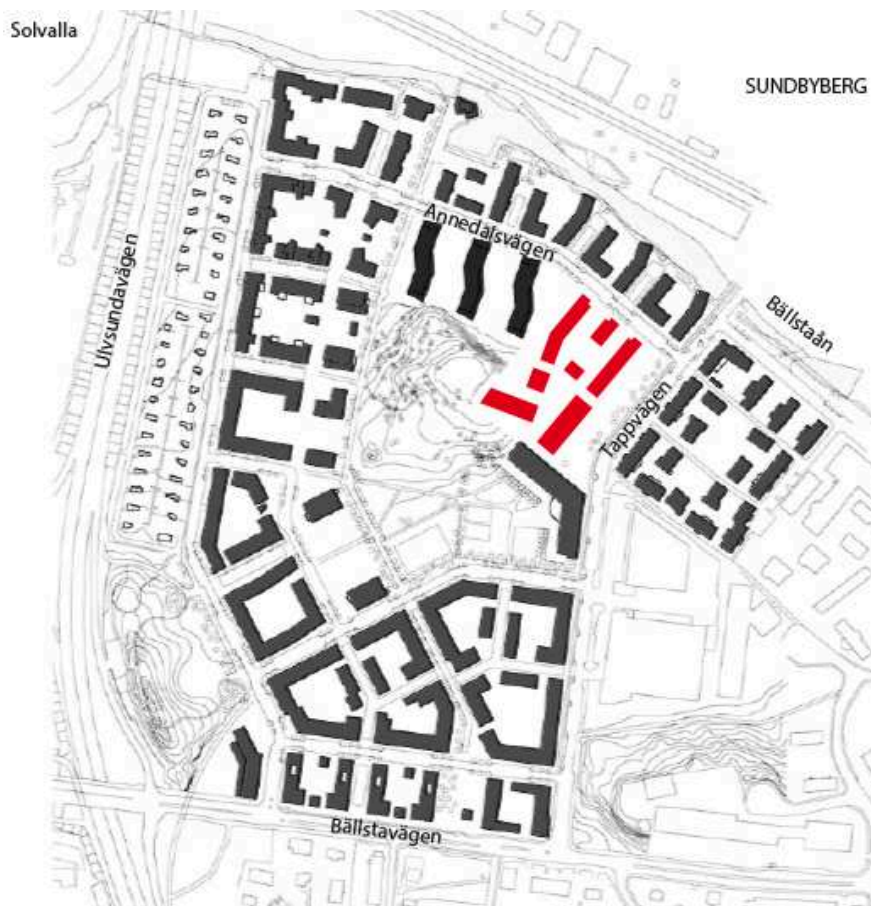 Solvalla
SUNDBYBERG
Annedalsvägen
Ulvsundavägen
Bällstaån
Tappvägen
Bällstavägen